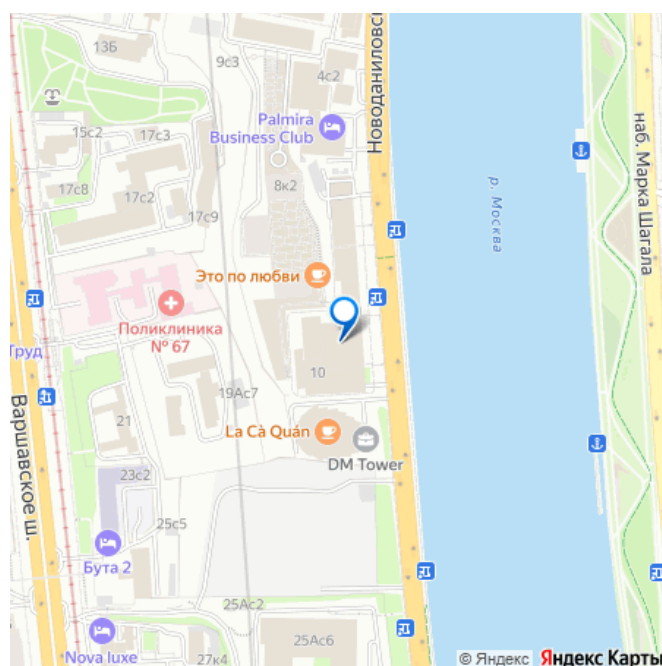 13Б
9с3
4с2
Новоданиловс
Palmira
Business Club
15с2
17с3
17с8
17с2
8к2
17с9
р. Москва
наб. Марка Шагала
Это по любви
Поликлиника
№ 67
Труд
10
19Ас7
Варшавское ш.
21
La Cà Quán
DM Tower
23с2
25с5
Бута 2
25Ас2
Nova luxe
27к4
25Ас6
© Яндекс Яндекс Карты